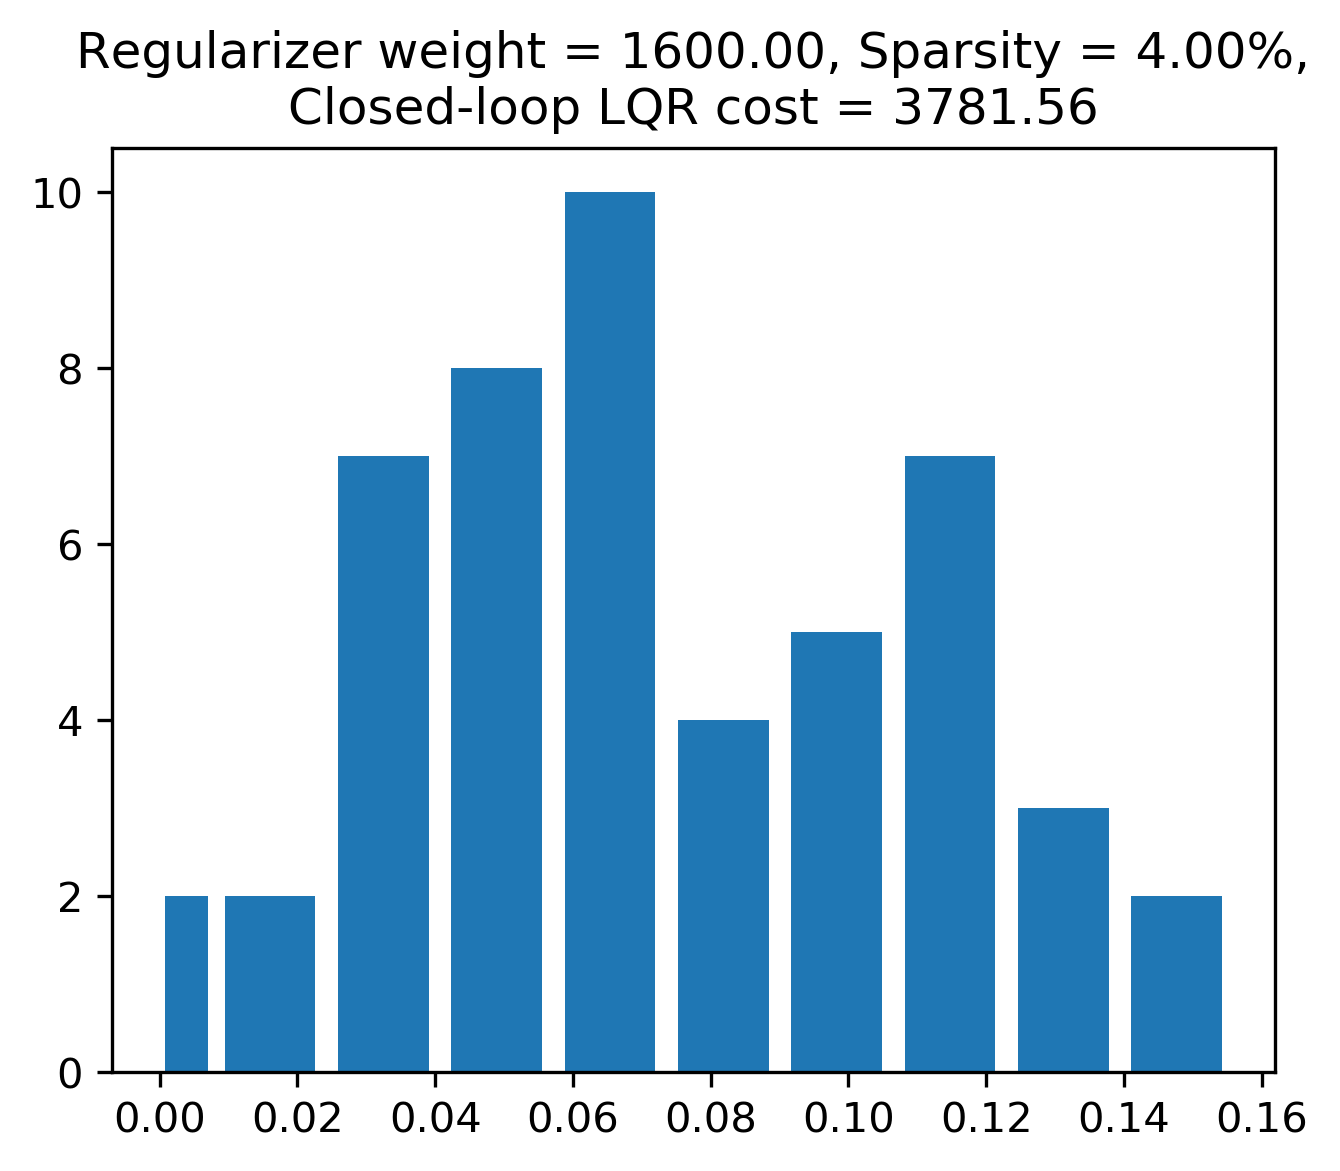 Regularizer weight = 1600.00, Sparsity = 4.00%,
Closed-loop LQR cost = 3781.56
10
8
6
4
2
0
0.00 0.02 0.04 0.06 0.08 0.10 0.12 0.14 0.16